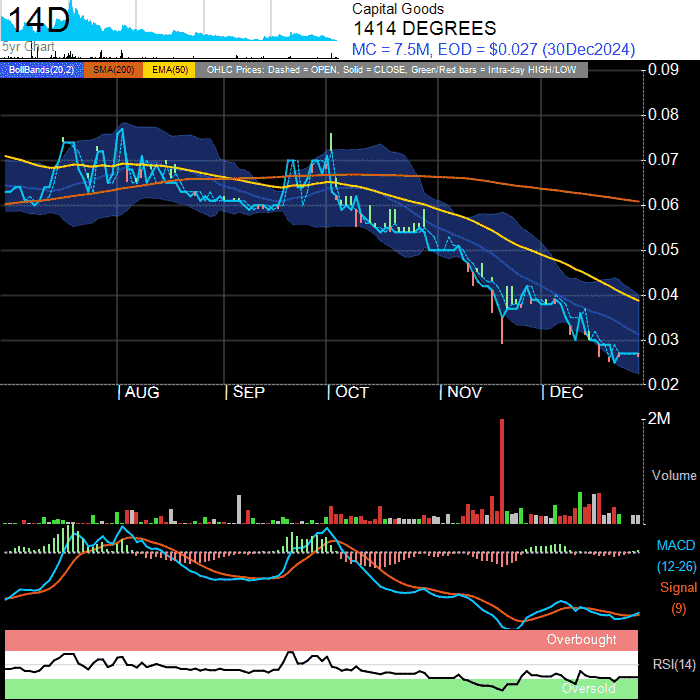 14D
5yr Chart
Capital Goods
1414 DEGREES
MC = 7.5M, EOD = $0.027 (30Dec2024)
BollBands(20,2) SMA(200) EMA(50) OHLC Prices: Dashed = OPEN, Solid = CLOSE, Green/Red bars = Intra-day HIGH/LOW
0.09
0.08
0.07
0.06
0.05
0.04
0.03
0.02
AUG SEP OCT NOV DEC
2M
Volume
MACD
(12-26)
Signal
(9)
Overbought
RSI(14)
Oversold